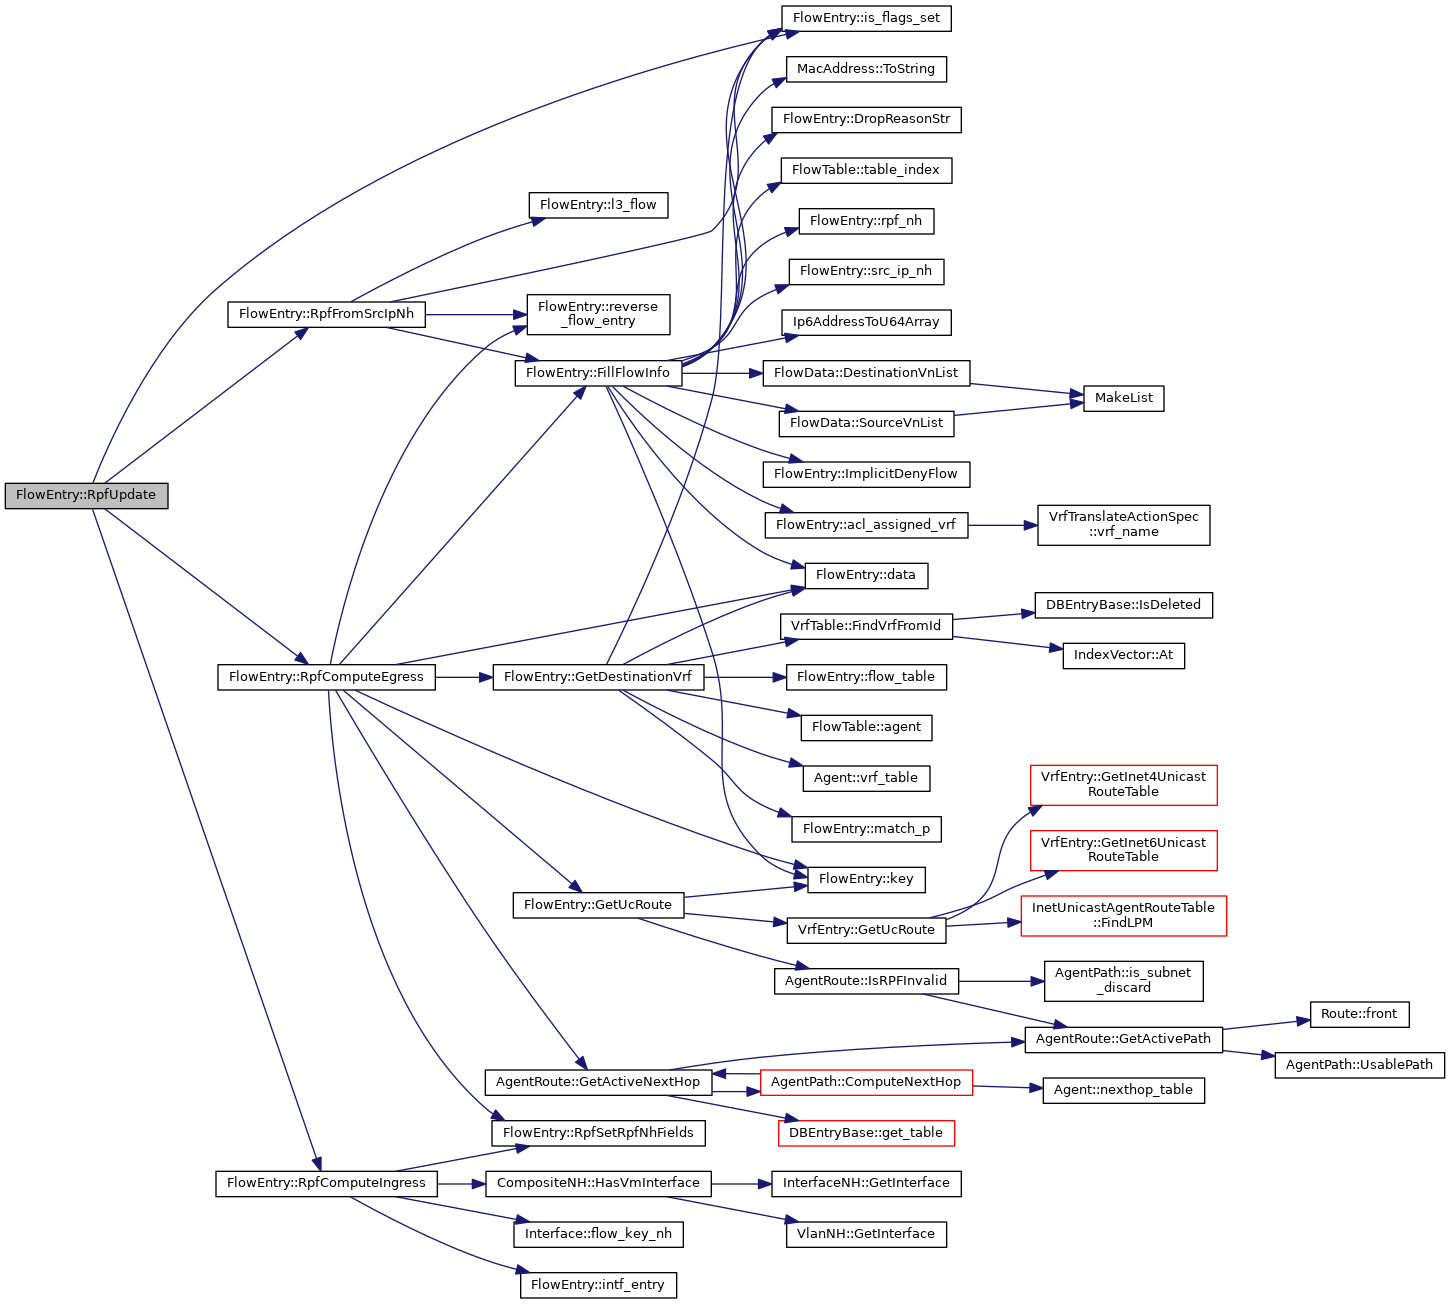 FlowEntry::RpfUpdate
FlowEntry::RpfFromSrcIpNh
FlowEntry::RpfComputeEgress
FlowEntry::RpfComputeIngress
FlowEntry::l3_flow
FlowEntry::reverse
_flow_entry
FlowEntry::FillFlowInfo
FlowEntry::GetDestinationVrf
FlowEntry::GetUcRoute
AgentRoute::GetActiveNextHop
FlowEntry::RpfSetRpfNhFields
CompositeNH::HasVmInterface
Interface::flow_key_nh
FlowEntry::intf_entry
FlowEntry::is_flags_set
MacAddress::ToString
FlowEntry::DropReasonStr
FlowTable::table_index
FlowEntry::rpf_nh
FlowEntry::src_ip_nh
Ip6AddressToU64Array
FlowData::DestinationVnList
FlowData::SourceVnList
FlowEntry::ImplicitDenyFlow
FlowEntry::acl_assigned_vrf
FlowEntry::data
VrfTable::FindVrfFromId
FlowEntry::flow_table
FlowTable::agent
Agent::vrf_table
FlowEntry::match_p
FlowEntry::key
VrfEntry::GetUcRoute
AgentRoute::IsRPFInvalid
AgentPath::ComputeNextHop
DBEntryBase::get_table
InterfaceNH::GetInterface
VlanNH::GetInterface
MakeList
VrfTranslateActionSpec
::vrf_name
DBEntryBase::IsDeleted
IndexVector::At
VrfEntry::GetInet4Unicast
RouteTable
VrfEntry::GetInet6Unicast
RouteTable
InetUnicastAgentRouteTable
::FindLPM
AgentPath::is_subnet
_discard
AgentRoute::GetActivePath
Agent::nexthop_table
Route::front
AgentPath::UsablePath